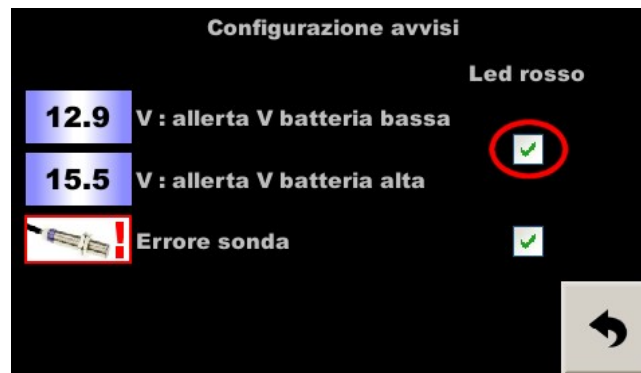 Configurazione avvisi
Led rosso
12.9 V : allerta V batteria bassa
15.5 V : allerta V batteria alta
! Errore sonda